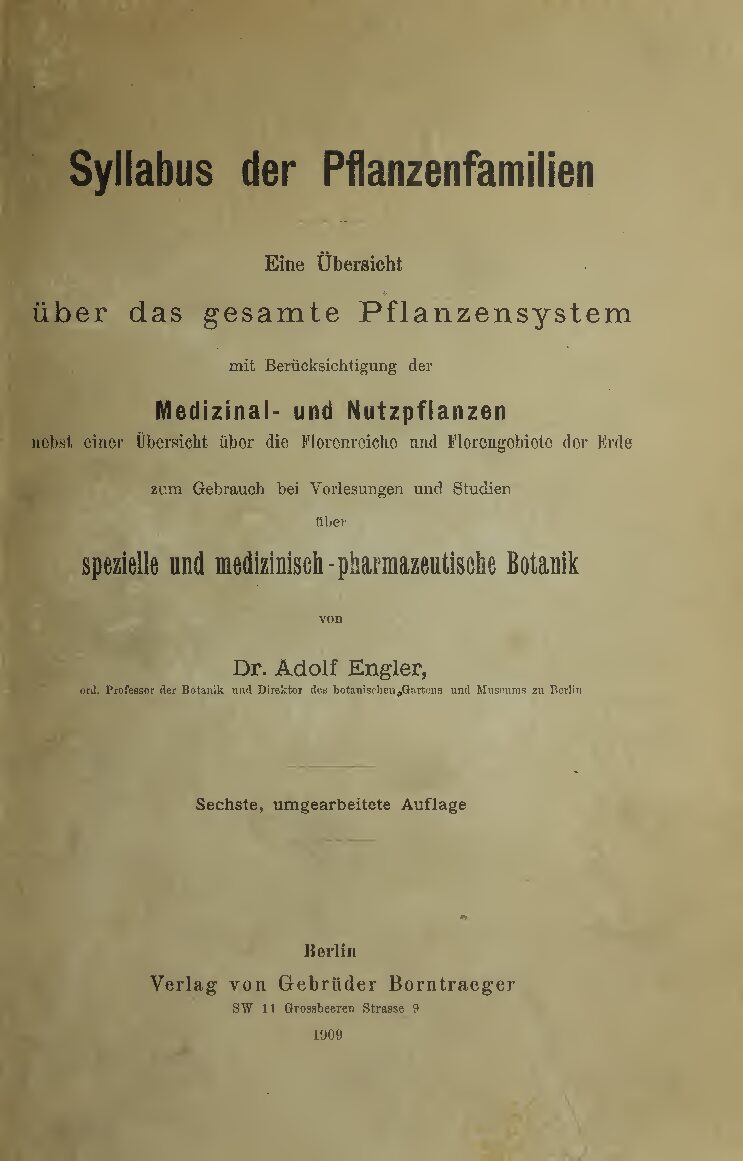 Syllabus der Pflanzenfamilien
Eine Übersicht
über das gesamte Pflanzensystem
mit Berücksichtigung der
Medizinal- und Nutzpflanzen
nebst einer Übersicht über die Florenreiche und Florengebiete der Erde
zum Gebrauch bei Vorlesungen und Studien
über
spezielle und medizinisch-pharmazeutische Botanik
von
Dr. Adolf Engler,
ord. Professor der Botanik und Direktor des botanischen Gartens und Museums zu Berlin
Sechste, umgearbeitete Auflage
Berlin
Verlag von Gebrüder Borntraeger
SW 11 Grossbeeren Strasse 9
1909